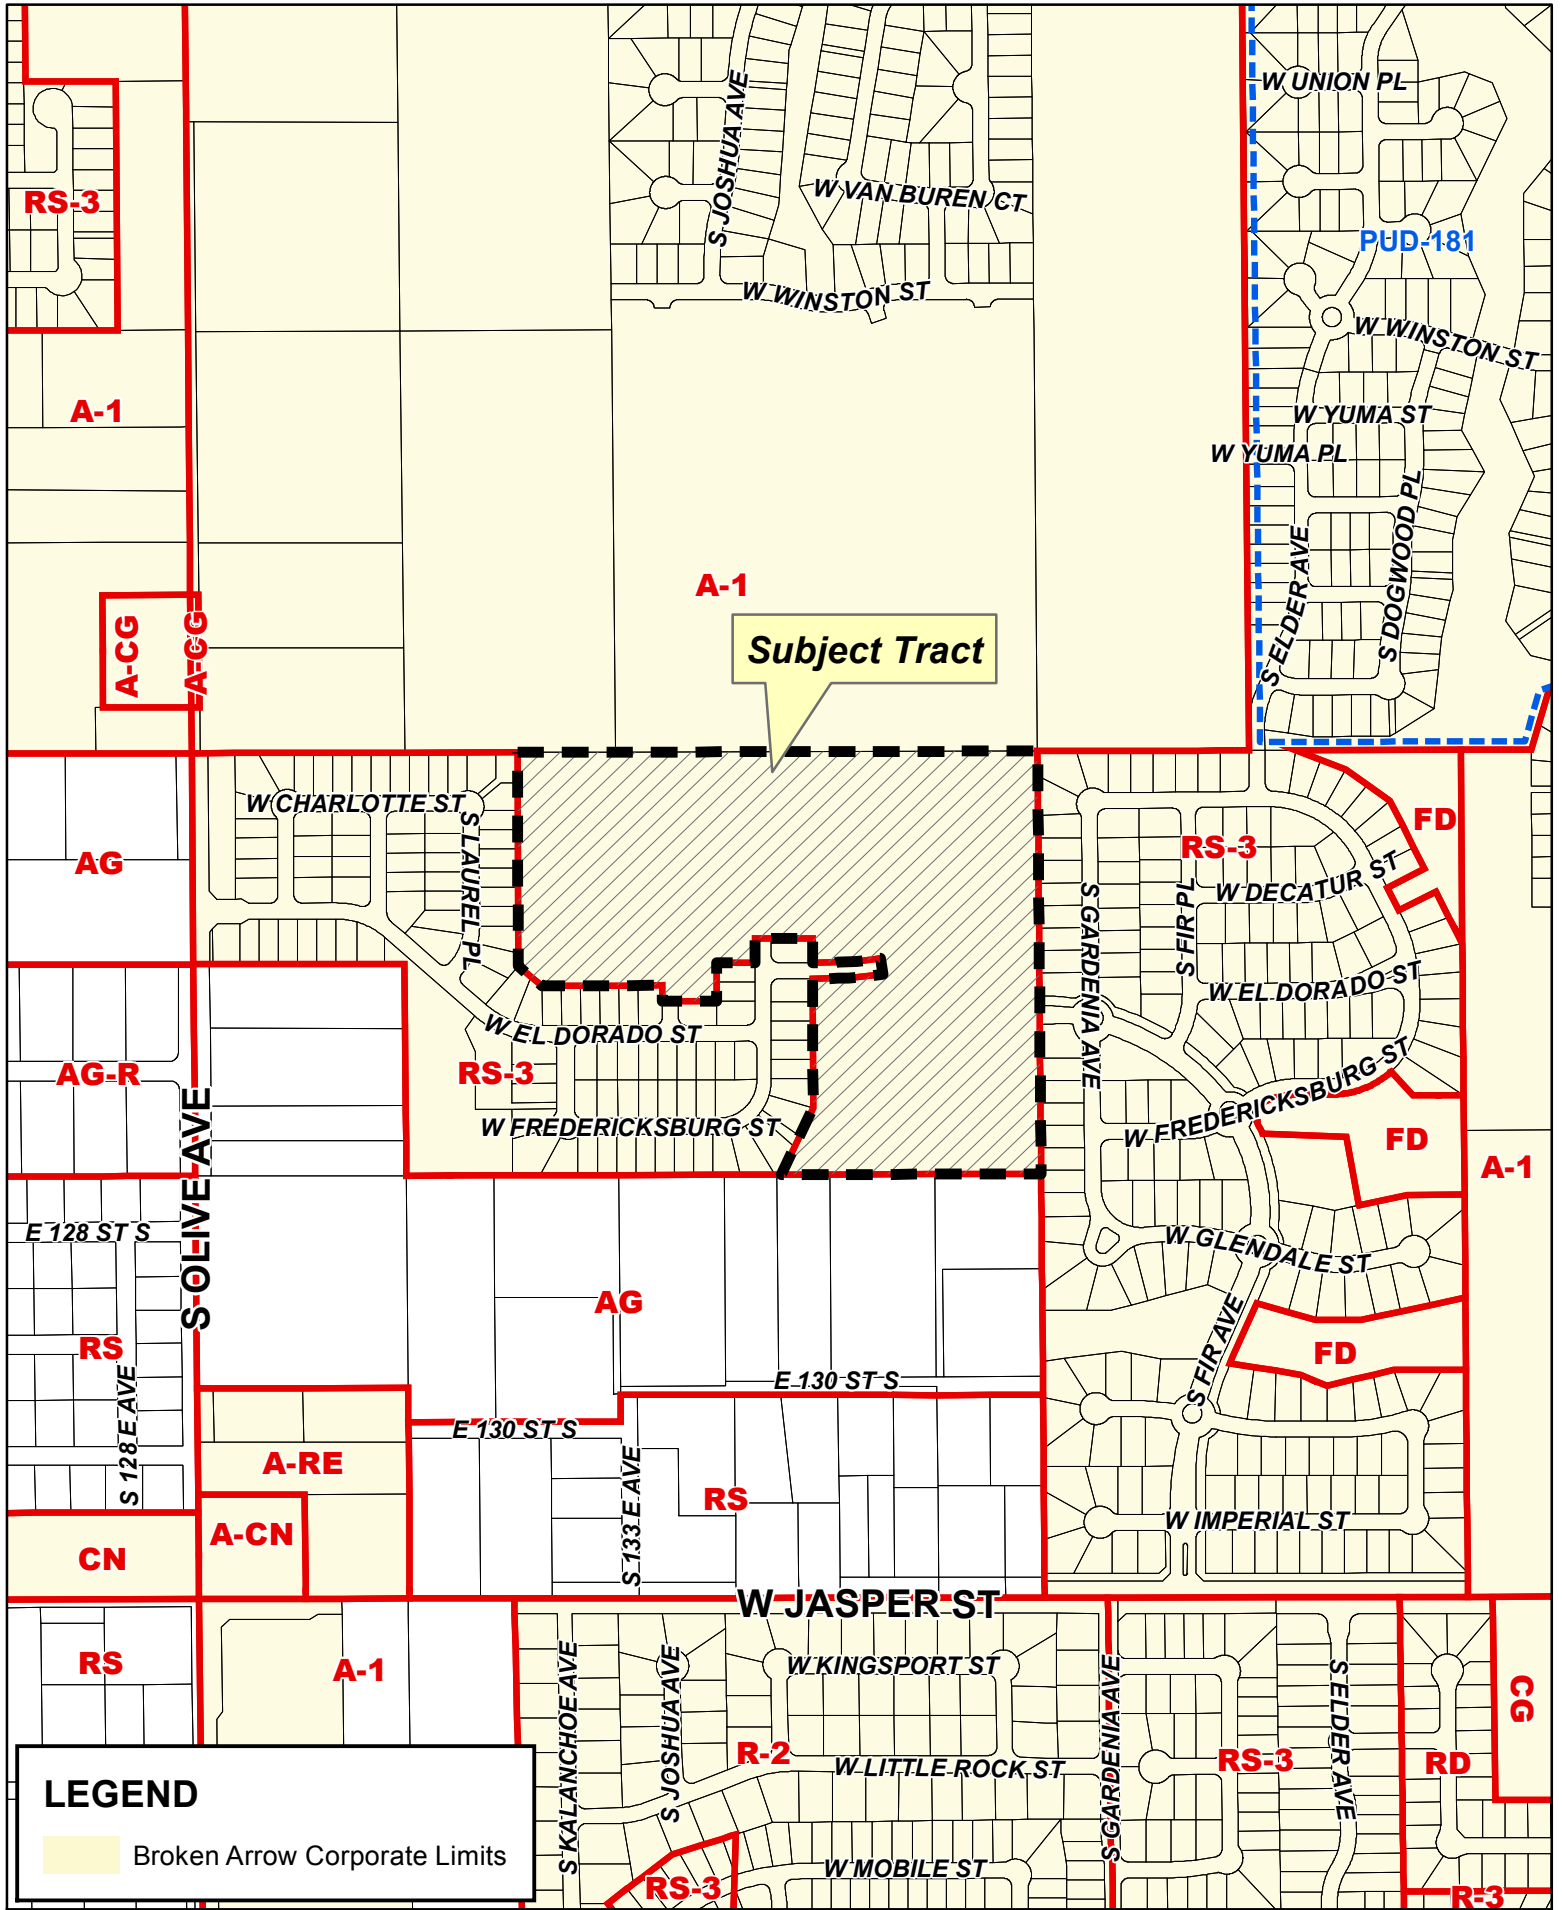 W UNION PL
S JOSHUA AVE
W VAN BUREN CT
RS-3
PUD-181
W WINSTON ST
W WINSTON ST
A-1
W YUMA ST
W YUMA PL
S DOGWOOD PL
S ELDER AVE
A-1
A-CG
A-CG
Subject Tract
W CHARLOTTE ST
S LAUREL PL
FD
RS-3
AG
W DECATUR ST
S GARDENIA AVE
S FIR PL
W EL DORADO ST
W EL DORADO ST
RS-3
AG-R
W FREDERICKSBURG ST
W FREDERICKSBURG ST
FD
A-1
S OLIVE AVE
E 128 ST S
W GLENDALE ST
AG
RS
S FIR AVE
FD
E 130 ST S
E 130 ST S
S 128 E AVE
A-RE
S 133 E AVE
RS
W IMPERIAL ST
A-CN
CN
W JASPER ST
RS
A-1
S KALANCHOE AVE
S JOSHUA AVE
W KINGSPORT ST
S GARDENIA AVE
S ELDER AVE
CG
R-2
W LITTLE ROCK ST
RS-3
RD
W MOBILE ST
RS-3
R-3
LEGEND
Broken Arrow Corporate Limits